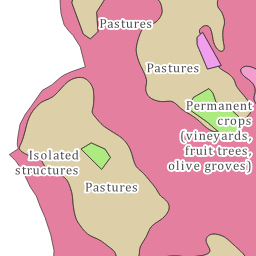 Pastures
Pastures
Permanent
crops
(vineyards,
fruit trees,
olive groves)
Isolated
structures
Pastures